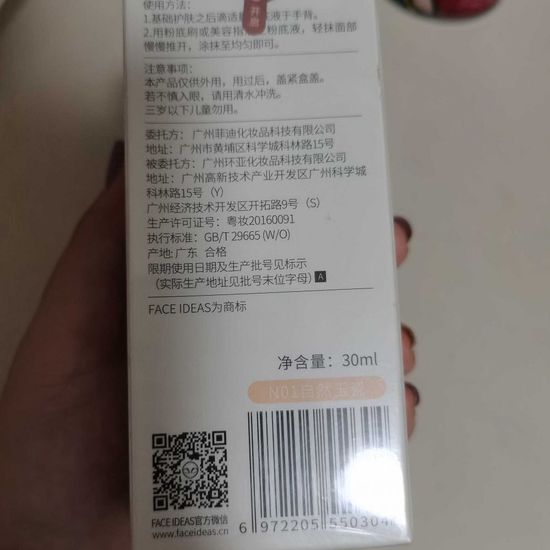 使用方法：
1.基础护肤之后滴适量粉底液于手背。
2.用粉底刷或美容指 粉底液，轻抹面部
慢慢推开，涂抹至均匀即可。
注意事项：
本产品仅供外用，用过后，盖紧盒盖。
若不慎入眼，请用清水冲洗。
三岁以下儿童勿用。
委托方：广州菲迪化妆品科技有限公司
地址：广州市黄埔区科学城科林路15号
被委托方：广州环亚化妆品科技有限公司
地址：广州高新技术产业开发区广州科学城
科林路15号（Y）
广州经济技术开发区开拓路9号（S）
生产许可证号：粤妆20160091
执行标准：GB/T 29665 (W/O)
产地:广东 合格
限期使用日期及生产批号见标示
（实际生产地址见批号末位字母）A
FACE IDEAS为商标
净含量：30ml
N01自然玉瓷
FACE IDEAS官方微信
www.faceideas.com
6 972205 550304